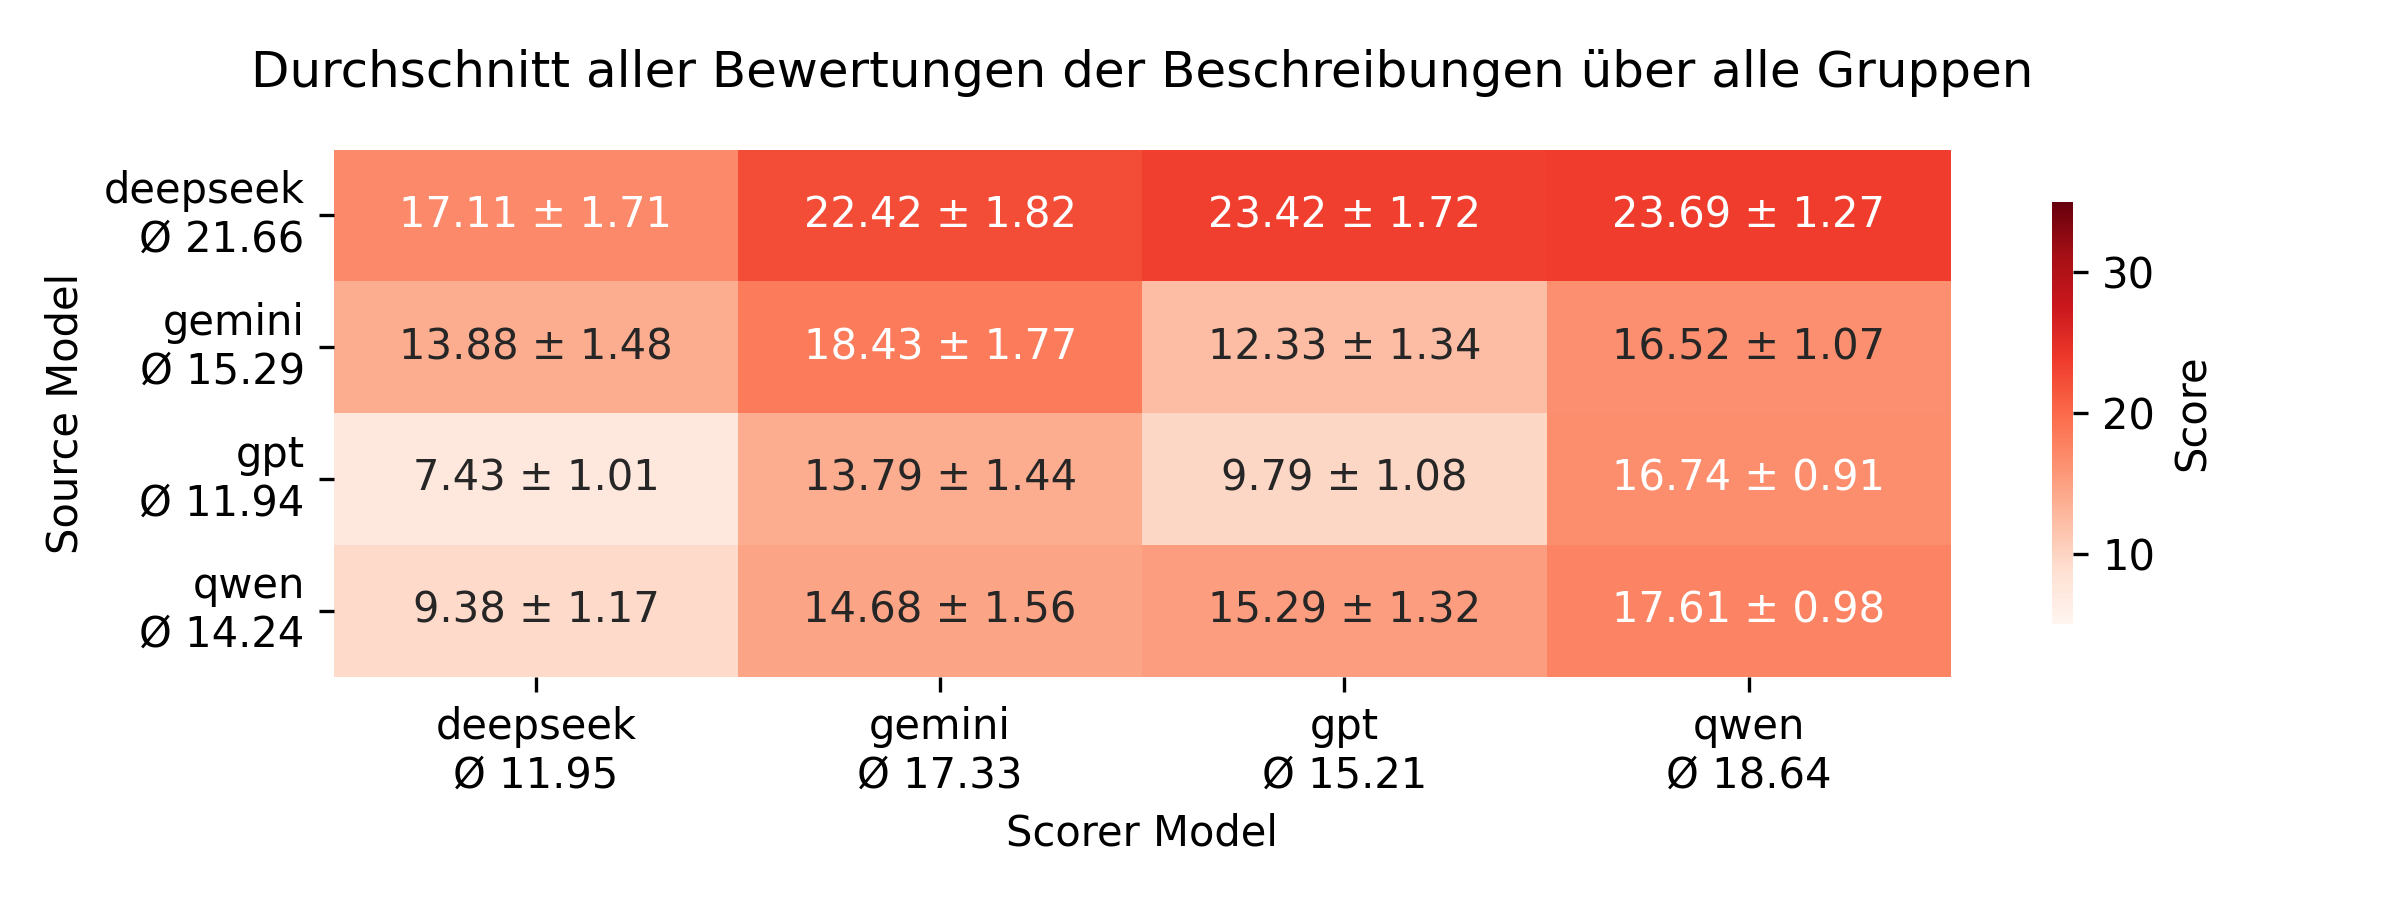 Durchschnitt aller Bewertungen der Beschreibungen über alle Gruppen
Source Model
deepseek
Ø 21.66
17.11 ± 1.71
22.42 ± 1.82
23.42 ± 1.72
23.69 ± 1.27
gemini
Ø 15.29
13.88 ± 1.48
18.43 ± 1.77
12.33 ± 1.34
16.52 ± 1.07
gpt
Ø 11.94
7.43 ± 1.01
13.79 ± 1.44
9.79 ± 1.08
16.74 ± 0.91
qwen
Ø 14.24
9.38 ± 1.17
14.68 ± 1.56
15.29 ± 1.32
17.61 ± 0.98
deepseek
Ø 11.95
gemini
Ø 17.33
gpt
Ø 15.21
qwen
Ø 18.64
Scorer Model
30
20
10
Score